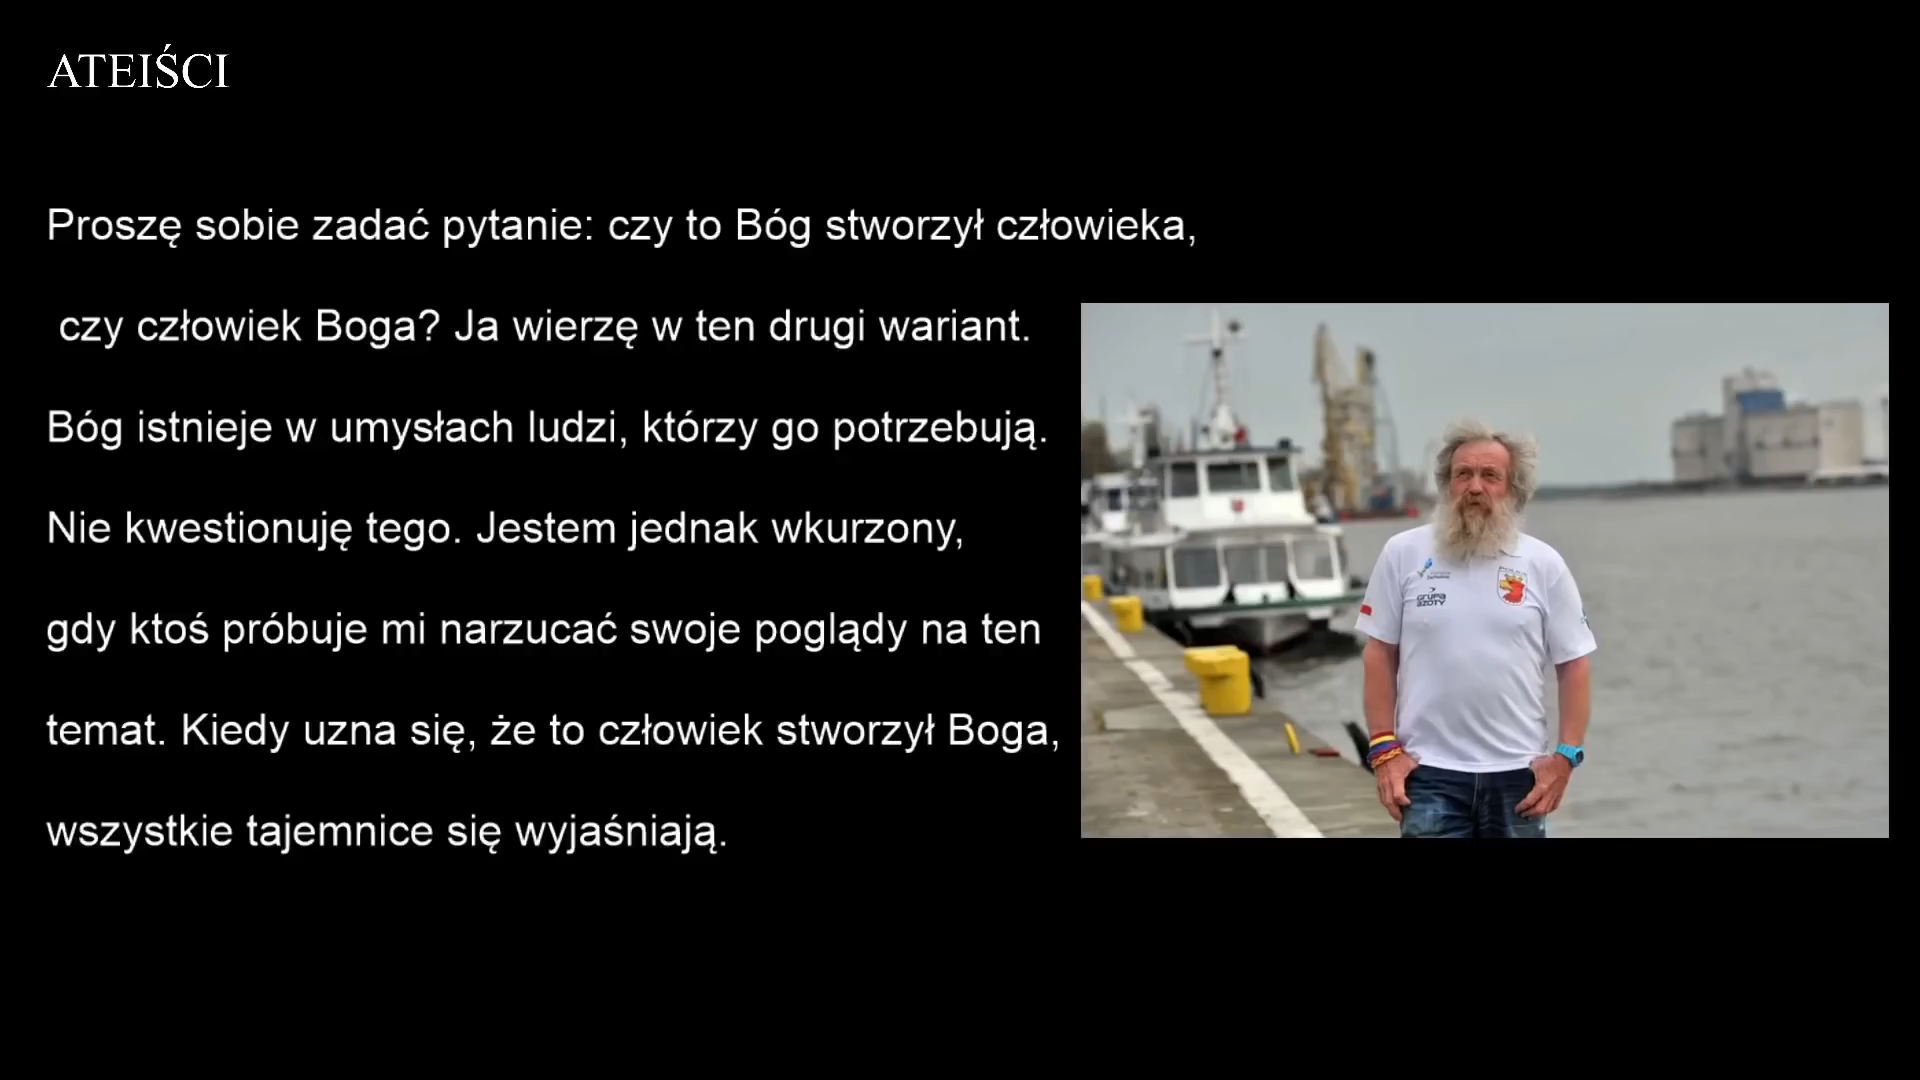 ATEIŚCI
Proszę sobie zadać pytanie: czy to Bóg stworzył człowieka,
czy człowiek Boga? Ja wierzę w ten drugi wariant.
Bóg istnieje w umysłach ludzi, którzy go potrzebują.
Nie kwestionuję tego. Jestem jednak wkurzony,
gdy ktoś próbuje mi narzucać swoje poglądy na ten
temat. Kiedy uzna się, że to człowiek stworzył Boga,
wszystkie tajemnice się wyjaśniają.
GRUPA
AZOTY